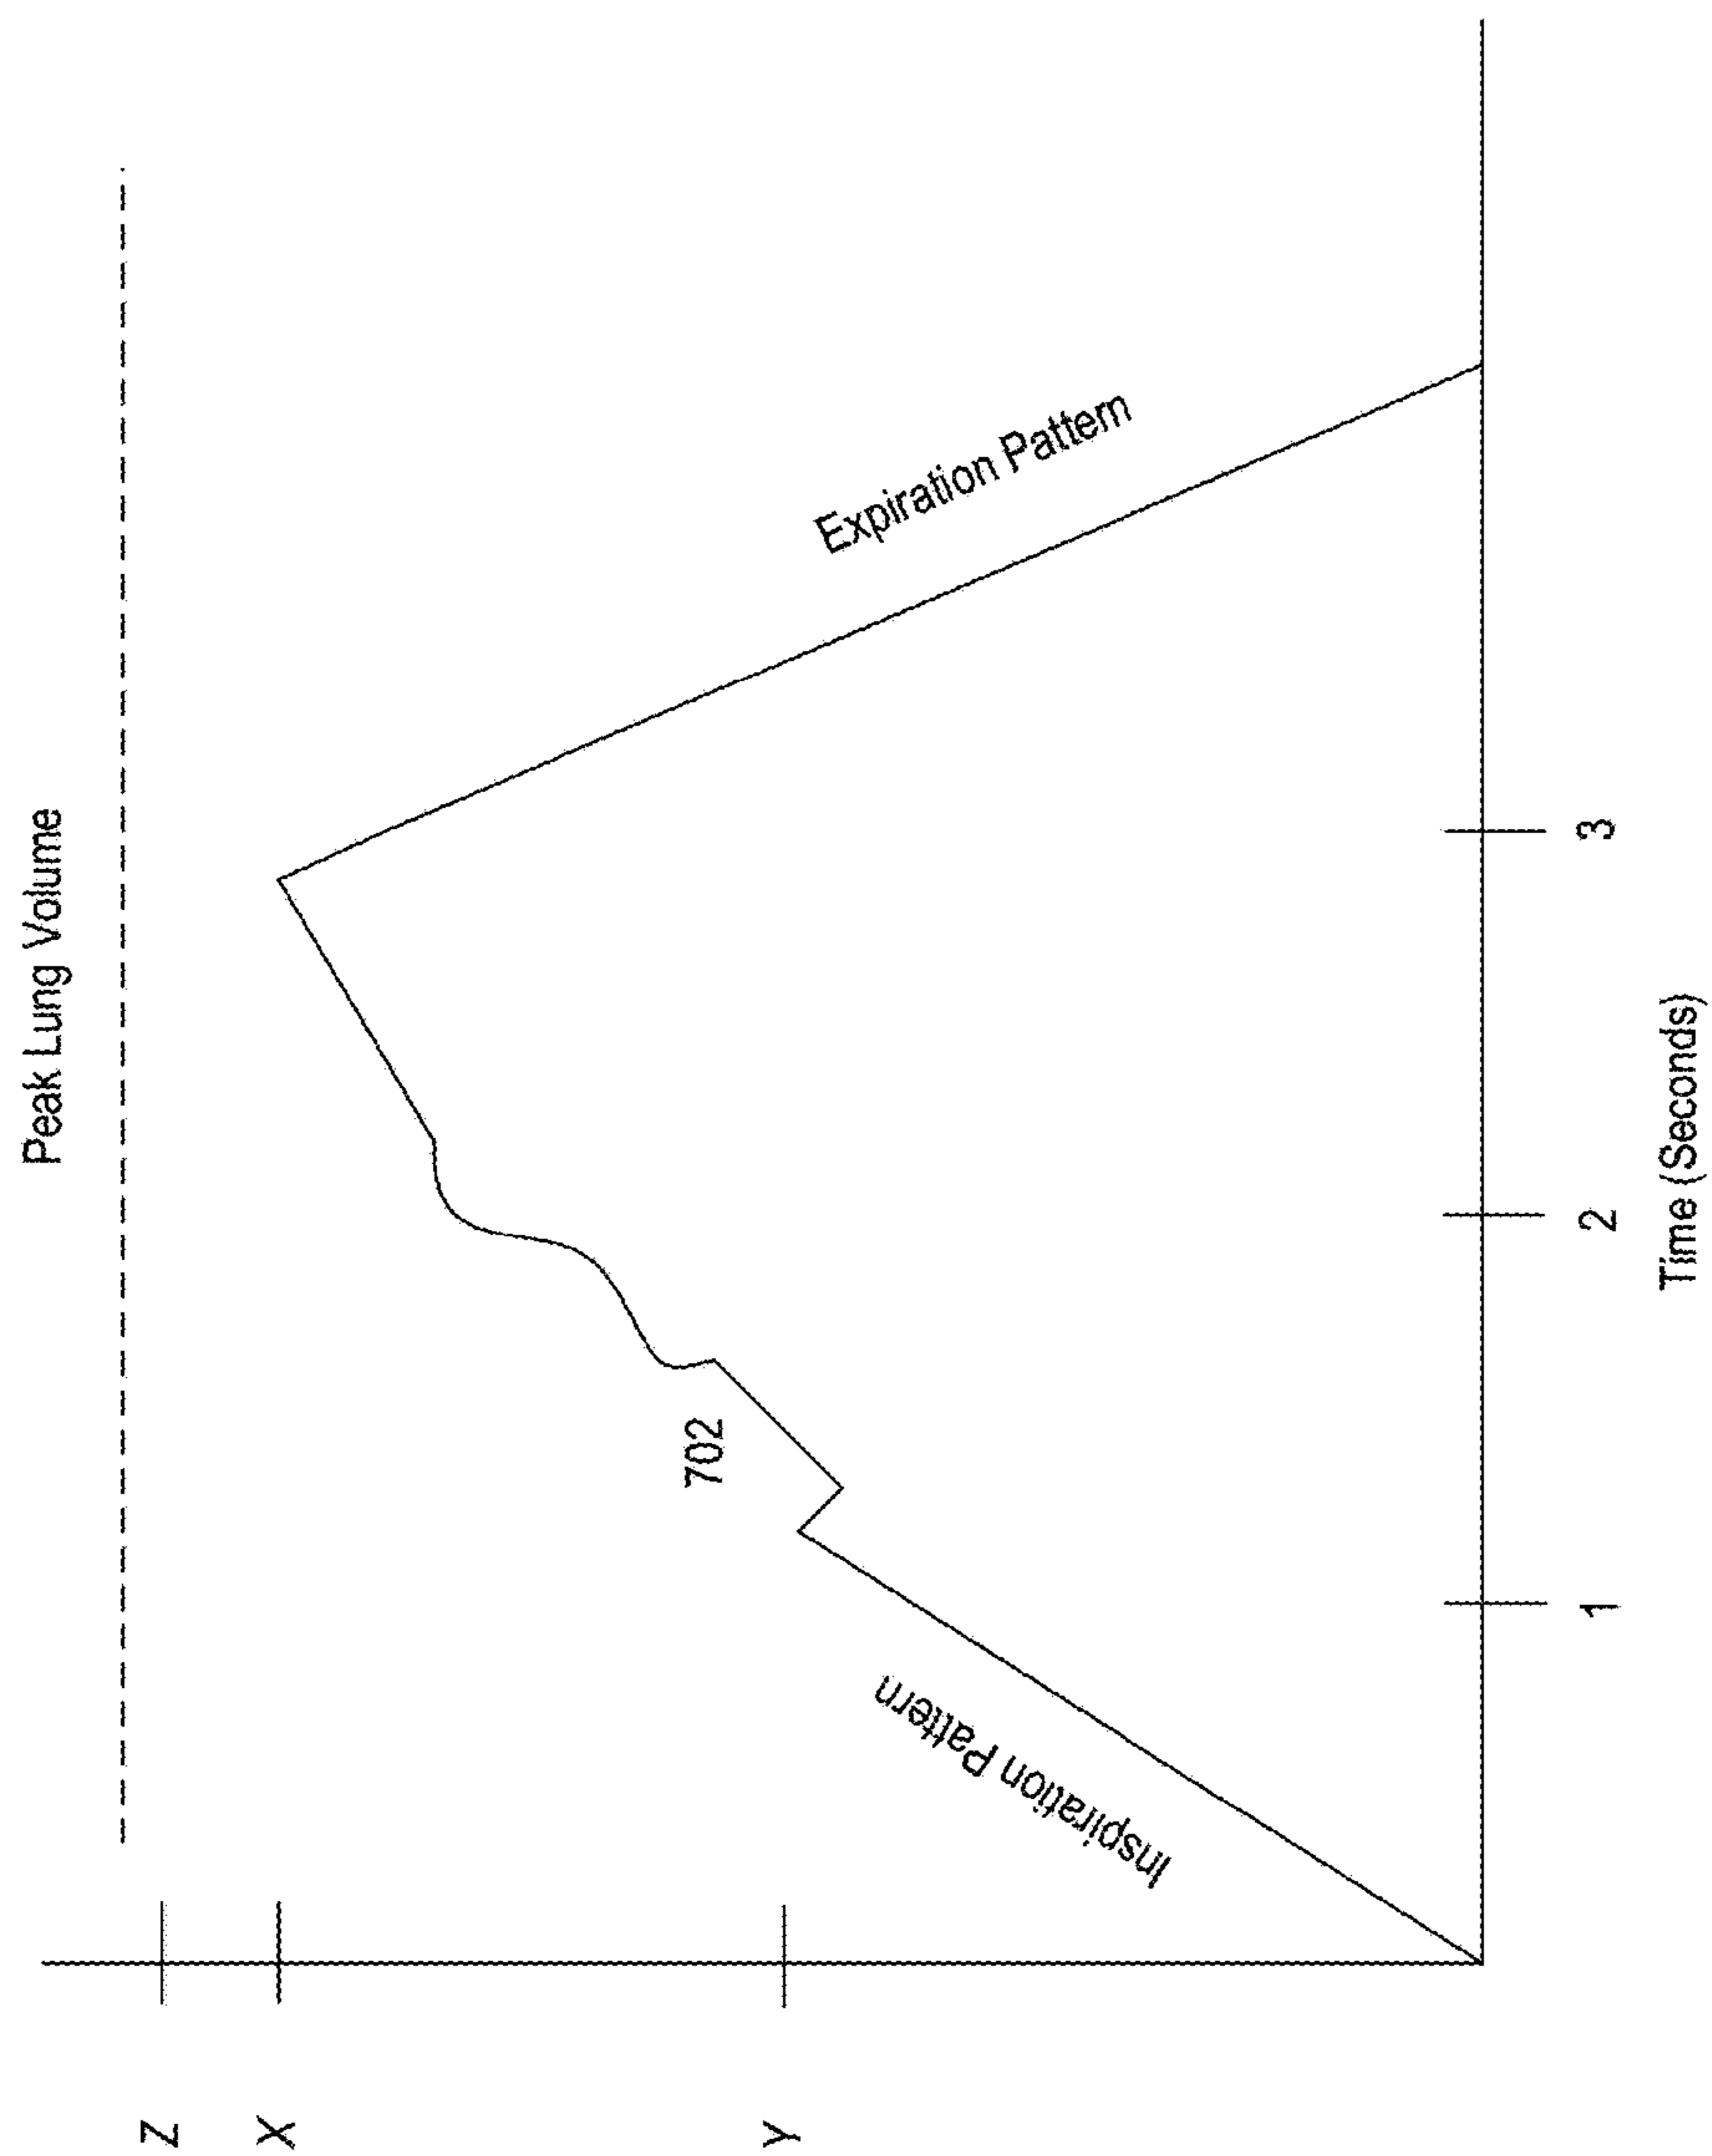 Peak Lung Volume
Z
X
Y
702
Inspiration Pattern
Expiration Pattern
1
2
3
Time (Seconds)